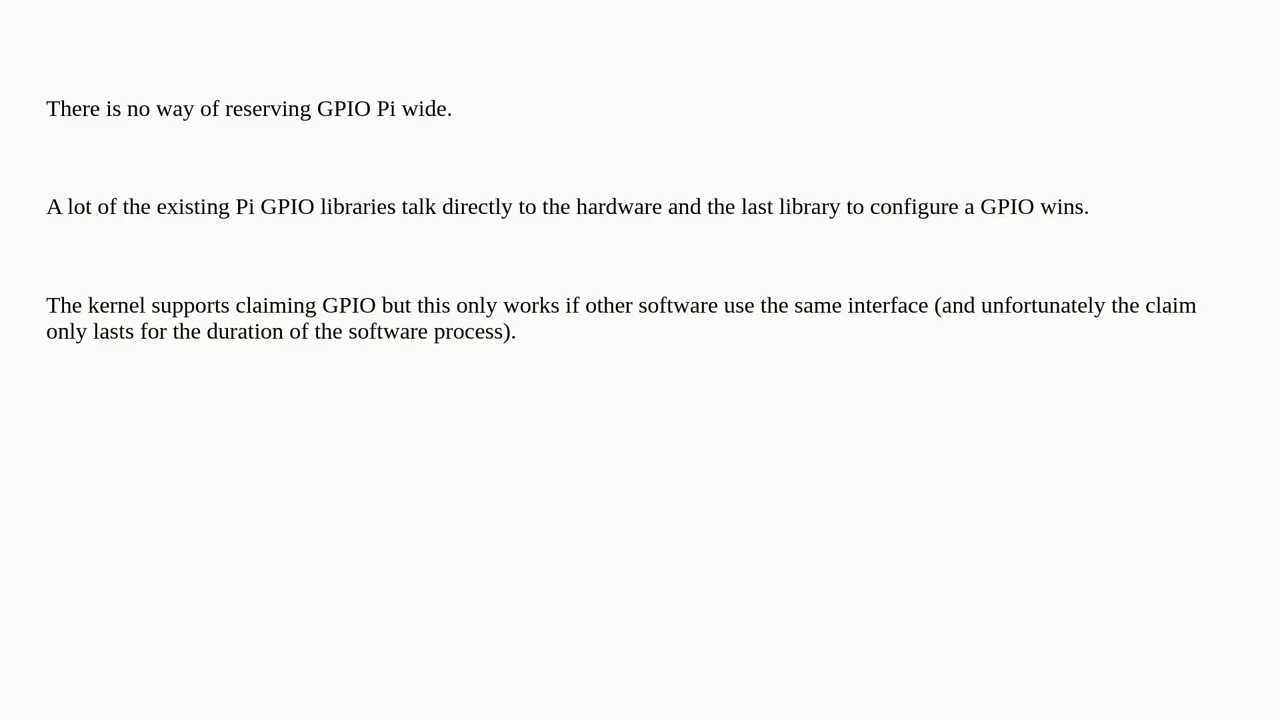 There is no way of reserving GPIO Pi wide.
A lot of the existing Pi GPIO libraries talk directly to the hardware and the last library to configure a GPIO wins.
The kernel supports claiming GPIO but this only works if other software use the same interface (and unfortunately the claim
only lasts for the duration of the software process).